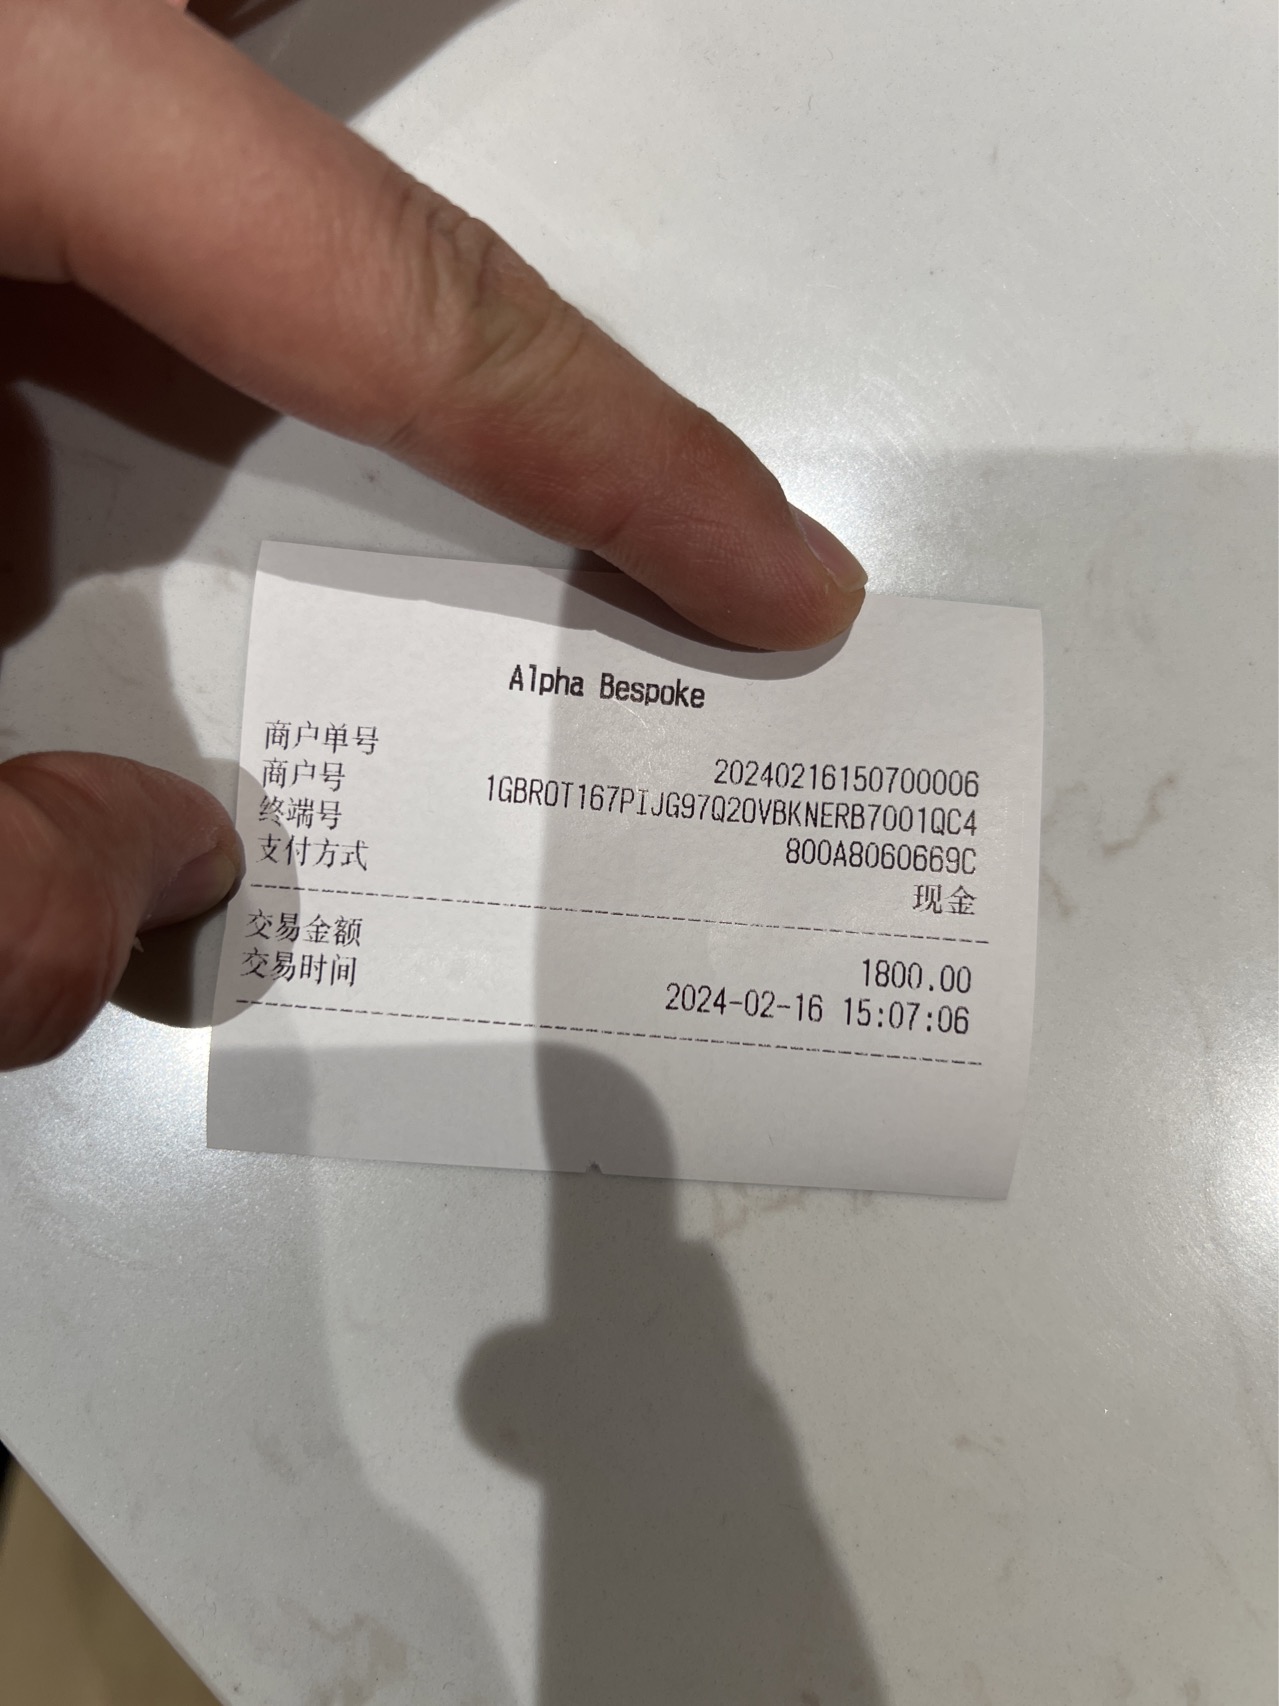 Alpha Bespoke
商户单号 20240216150700006
商户号 1GBROT167PIJG97Q20VBKNERB7001QC4
终端号 800A8060669C
支付方式 现金
交易金额 1800.00
交易时间 2024-02-16 15:07:06